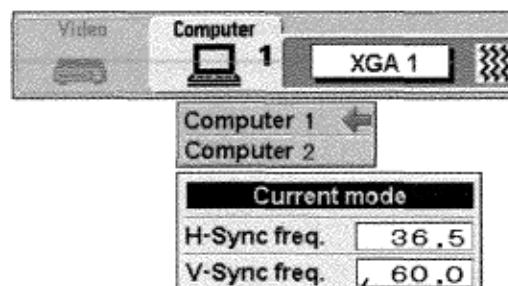 Video
Computer
1
XGA 1
Computer 1
Computer 2
Current mode
H-Sync freq. 36.5
V-Sync freq. 60.0